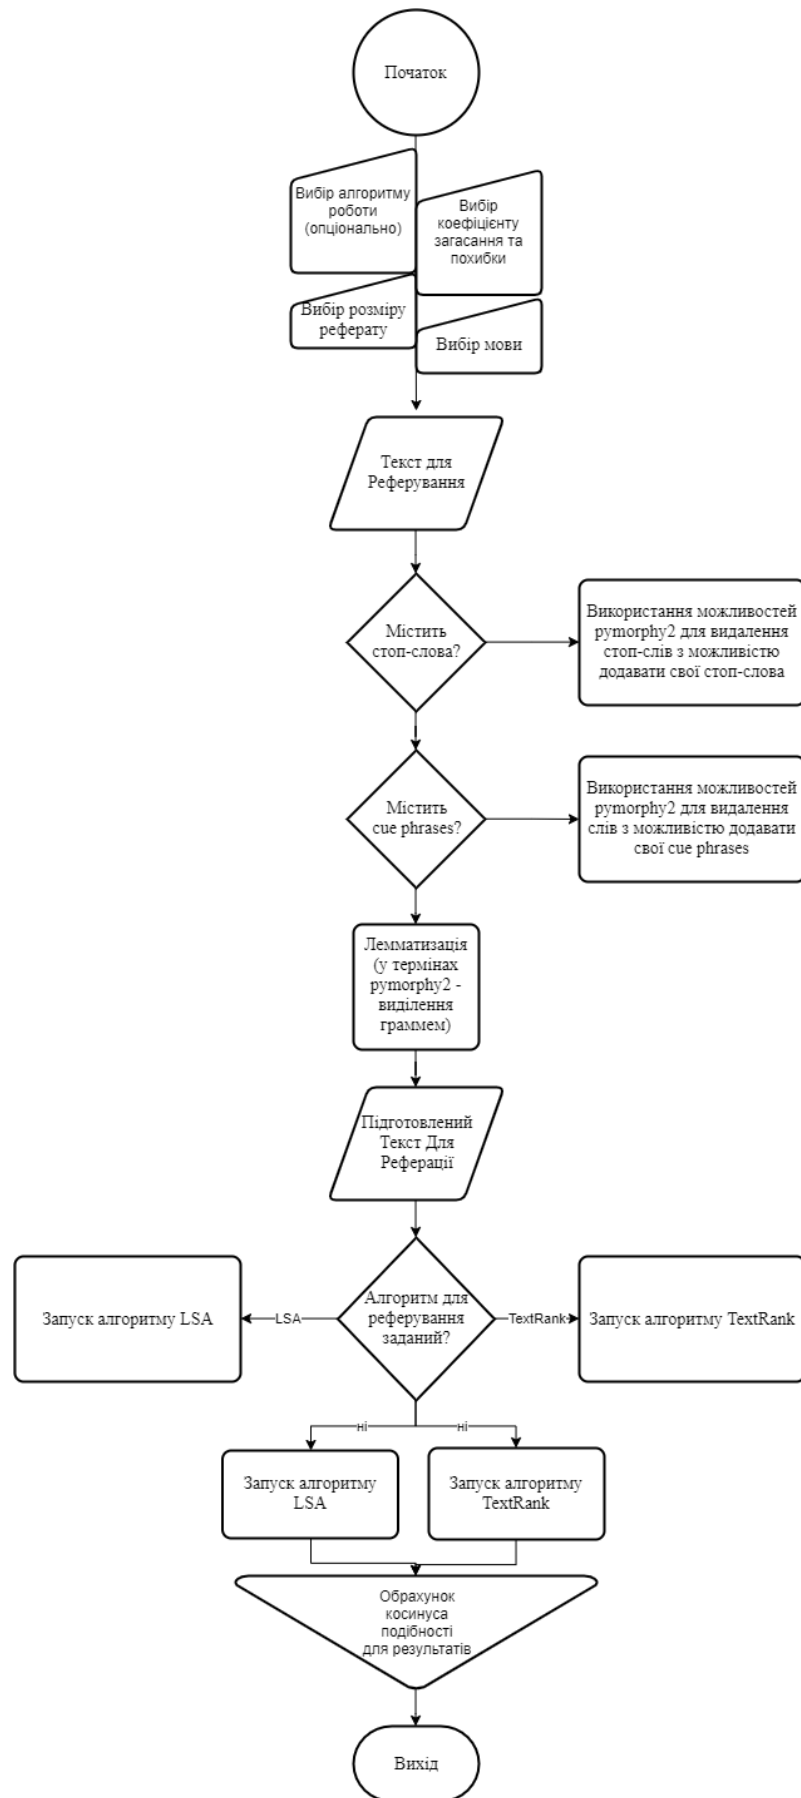 Початок
Вибір алгоритму
роботи
(опціонально)
Вибір
коефіцієнту
загасання та
похибки
Вибір розміру
реферату
Вибір мови
Текст для
Реферування
Містить
стоп-слова?
Використання можливостей
pymorphy2 для видалення
стоп-слів з можливістю
додавати свої стоп-слова
Містить
cue phrases?
Використання можливостей
pymorphy2 для видалення
слів з можливістю додавати
свої cue phrases
Лемматизація
(у термінах
pymorphy2 -
виділення
граммем)
Підготовлений
Текст Для
Реферації
Запуск алгоритму LSA
LSA
Алгоритм для
реферування
заданий?
TextRank
Запуск алгоритму TextRank
ні
ні
Запуск алгоритму
LSA
Запуск алгоритму
TextRank
Обрахунок
косинуса
подібності
для результатів
Вихід